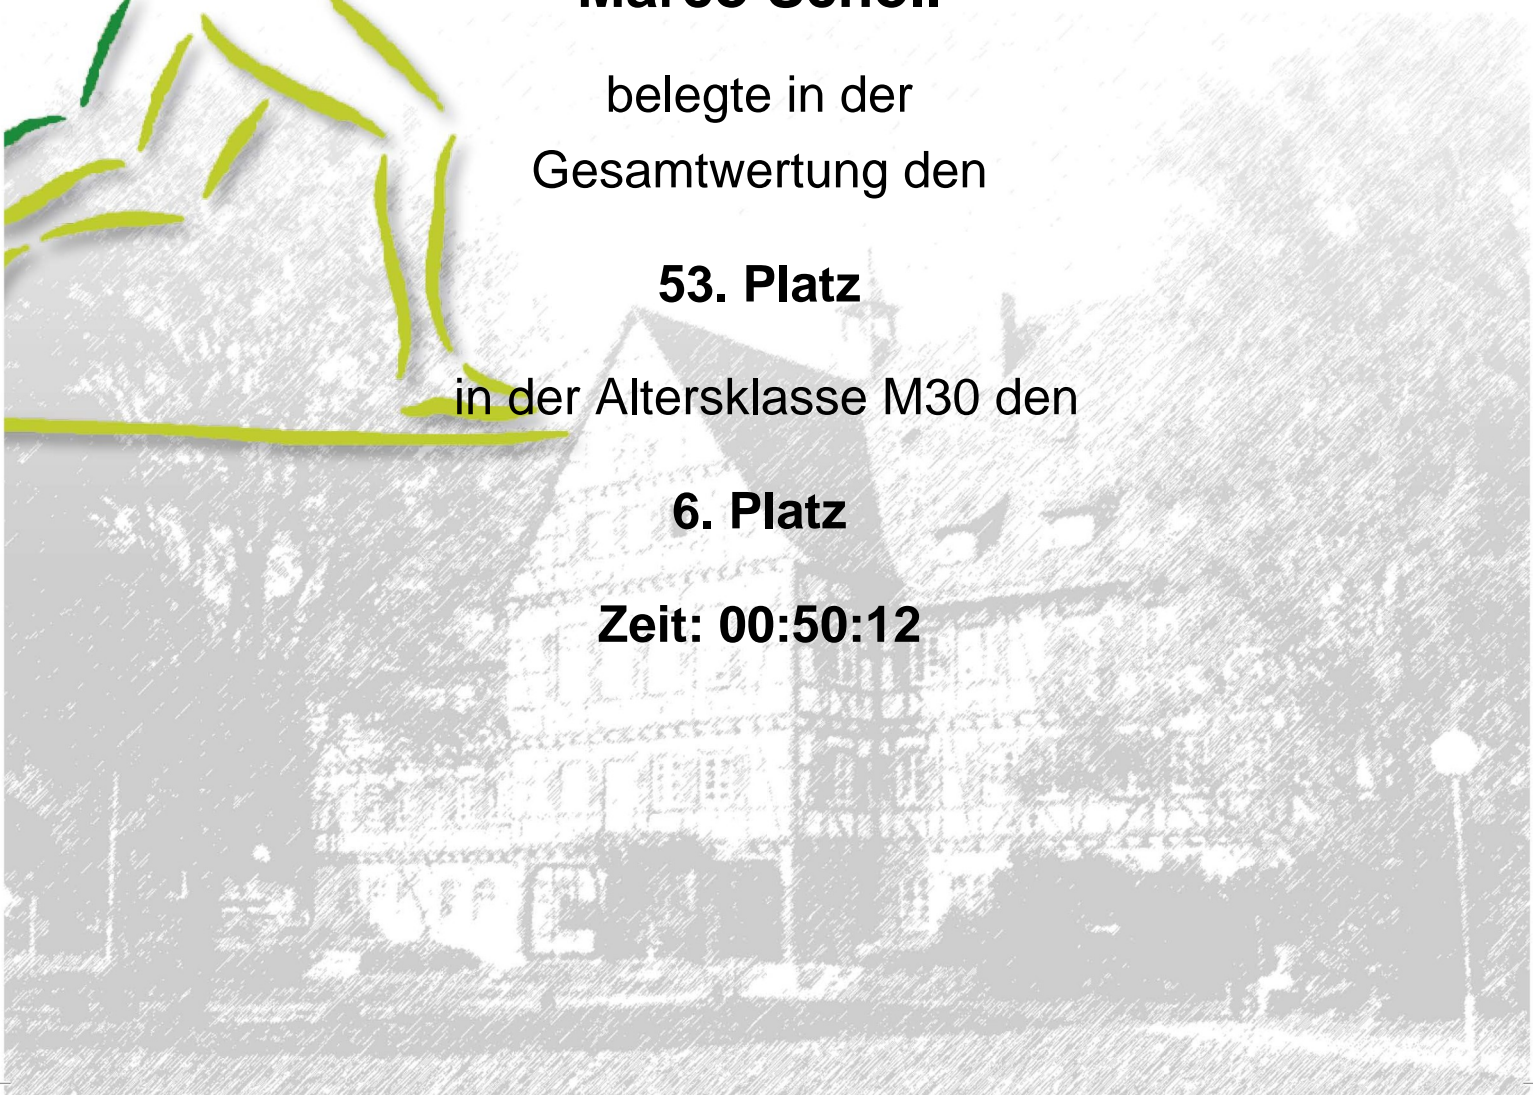 belegte in der
Gesamtwertung den
53. Platz
in der Altersklasse M30 den
6. Platz
Zeit: 00:50:12